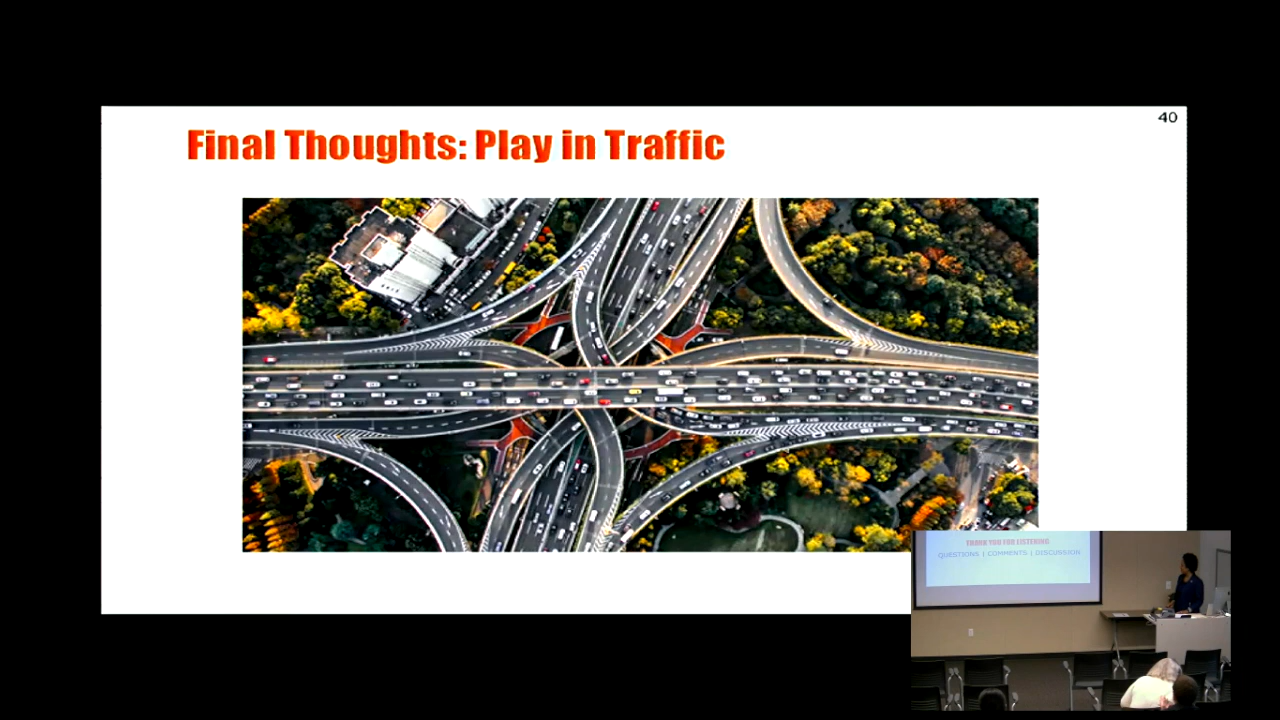 40
Final Thoughts: Play in Traffic
THANK YOU FOR LISTENING
QUESTIONS | COMMENTS | DISCUSSION